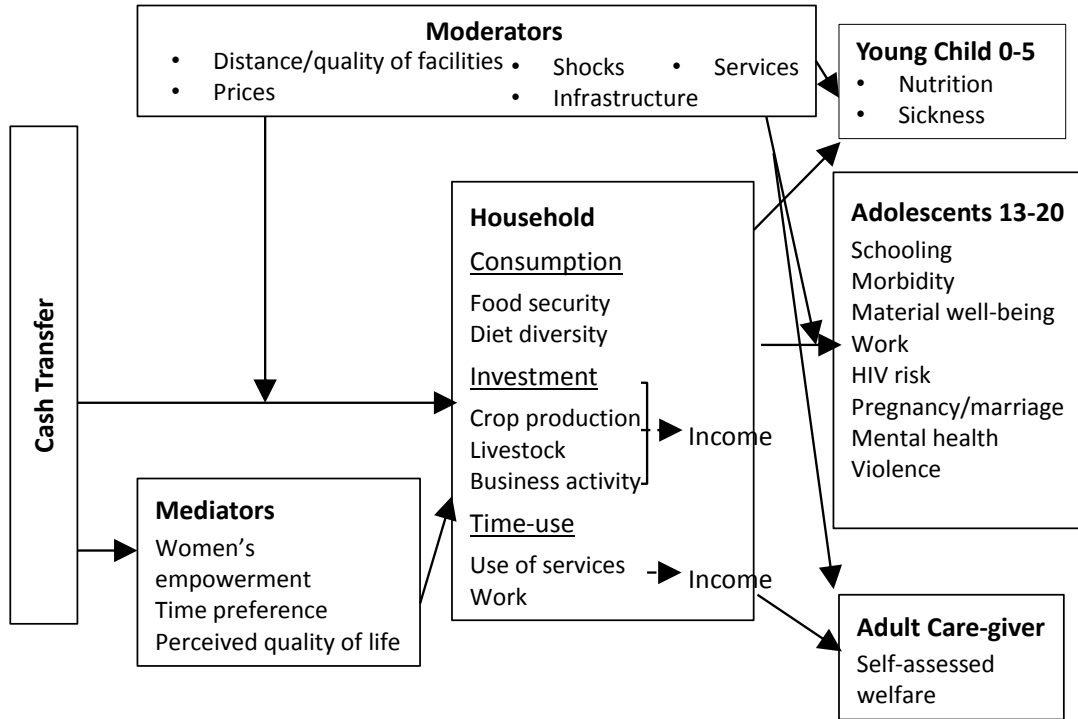 Moderators
• Distance/quality of facilities
• Prices
• Shocks
• Infrastructure
• Services
Young Child 0-5
• Nutrition
• Sickness
Cash Transfer
Household
Consumption
Food security
Diet diversity
Investment
Crop production
Livestock
Business activity
Income
Time-use
Use of services
Work
Income
Mediators
Women’s
empowerment
Time preference
Perceived quality of life
Adolescents 13-20
Schooling
Morbidity
Material well-being
Work
HIV risk
Pregnancy/marriage
Mental health
Violence
Adult Care-giver
Self-assessed
welfare